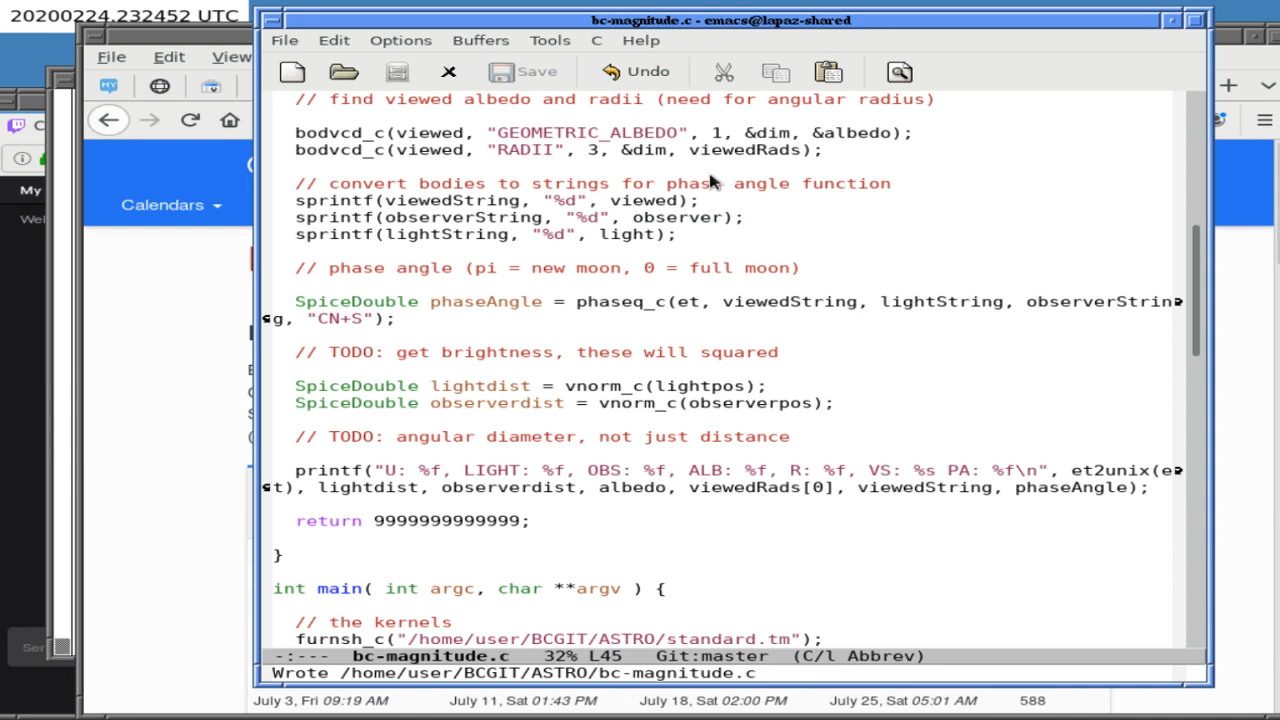 20200224.232452 UTC
bc-magnitude.c - emacs@lapaz-shared
File Edit View
File Edit Options Buffers Tools C Help
Save Undo
My
Wel
Ser
Calendars
// find viewed albedo and radii (need for angular radius)
bodvcd_c(viewed, "GEOMETRIC_ALBEDO", 1, &dim, &albedo);
bodvcd_c(viewed, "RADII", 3, &dim, viewedRads);
// convert bodies to strings for phase angle function
sprintf(viewedString, "%d", viewed);
sprintf(observerString, "%d", observer);
sprintf(lightString, "%d", light);
// phase angle (pi = new moon, 0 = full moon)
SpiceDouble phaseAngle = phaseq_c(et, viewedString, lightString, observerStrin
g, "CN+S");
// TODO: get brightness, these will squared
SpiceDouble lightdist = vnorm_c(lightpos);
SpiceDouble observerdist = vnorm_c(observerpos);
// TODO: angular diameter, not just distance
printf("U: %f, LIGHT: %f, OBS: %f, ALB: %f, R: %f, VS: %s PA: %f\n", et2unix(e
t), lightdist, observerdist, albedo, viewedRads[0], viewedString, phaseAngle);
return 9999999999999;
}
int main( int argc, char **argv ) {
// the kernels
furnsh_c("/home/user/BCGIT/ASTRO/standard.tm");
-:--- bc-magnitude.c 32% L45 Git:master (C/l Abbrev)
Wrote /home/user/BCGIT/ASTRO/bc-magnitude.c
July 3, Fri 09:19 AM July 11, Sat 01:43 PM July 18, Sat 02:00 PM July 25, Sat 05:01 AM 588